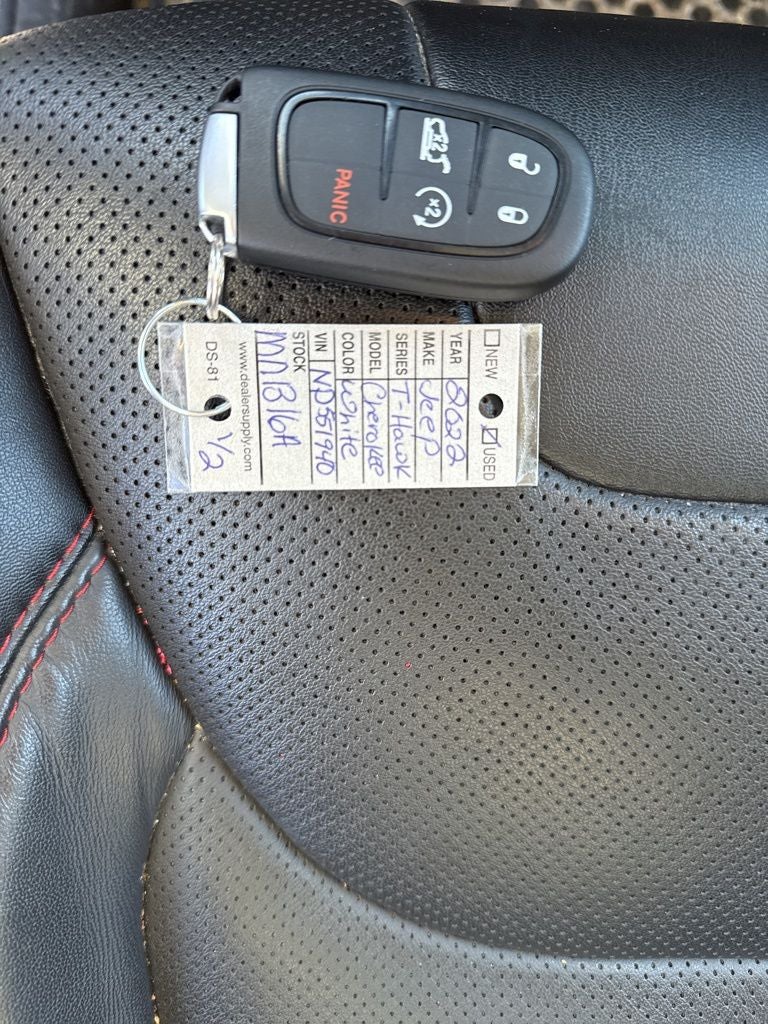 PANIC
x2
x2
NEW USED
YEAR 2022
MAKE Jeep
SERIES T-Hawk
MODEL Cherokee
COLOR White
VIN ND551940
STOCK
www.dealersupply.com
DS-81 1/2